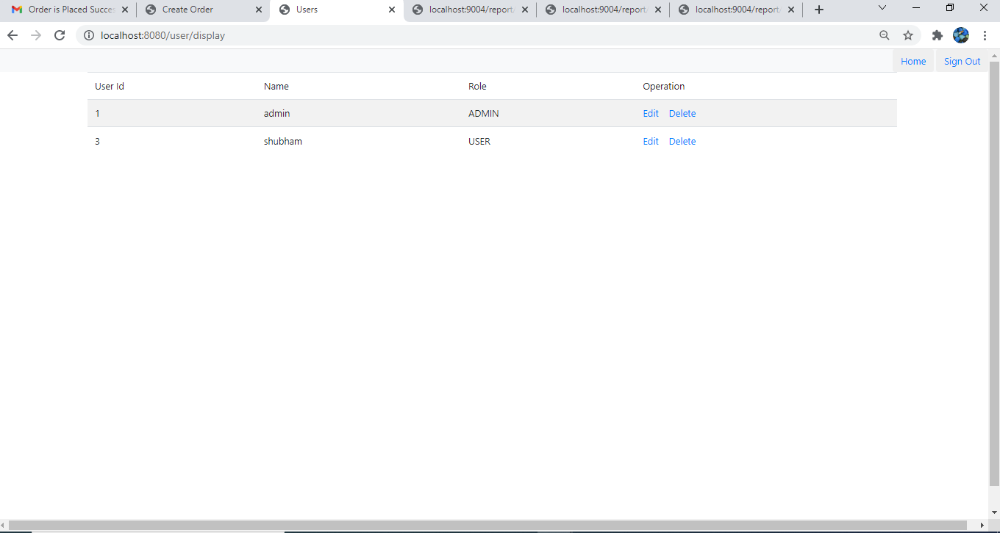 Order is Placed Succes
Create Order
Users
localhost:9004/report/
localhost:9004/report/
localhost:9004/report/
localhost:8080/user/display
Home Sign Out
User Id Name Role Operation
1 admin ADMIN Edit Delete
3 shubham USER Edit Delete